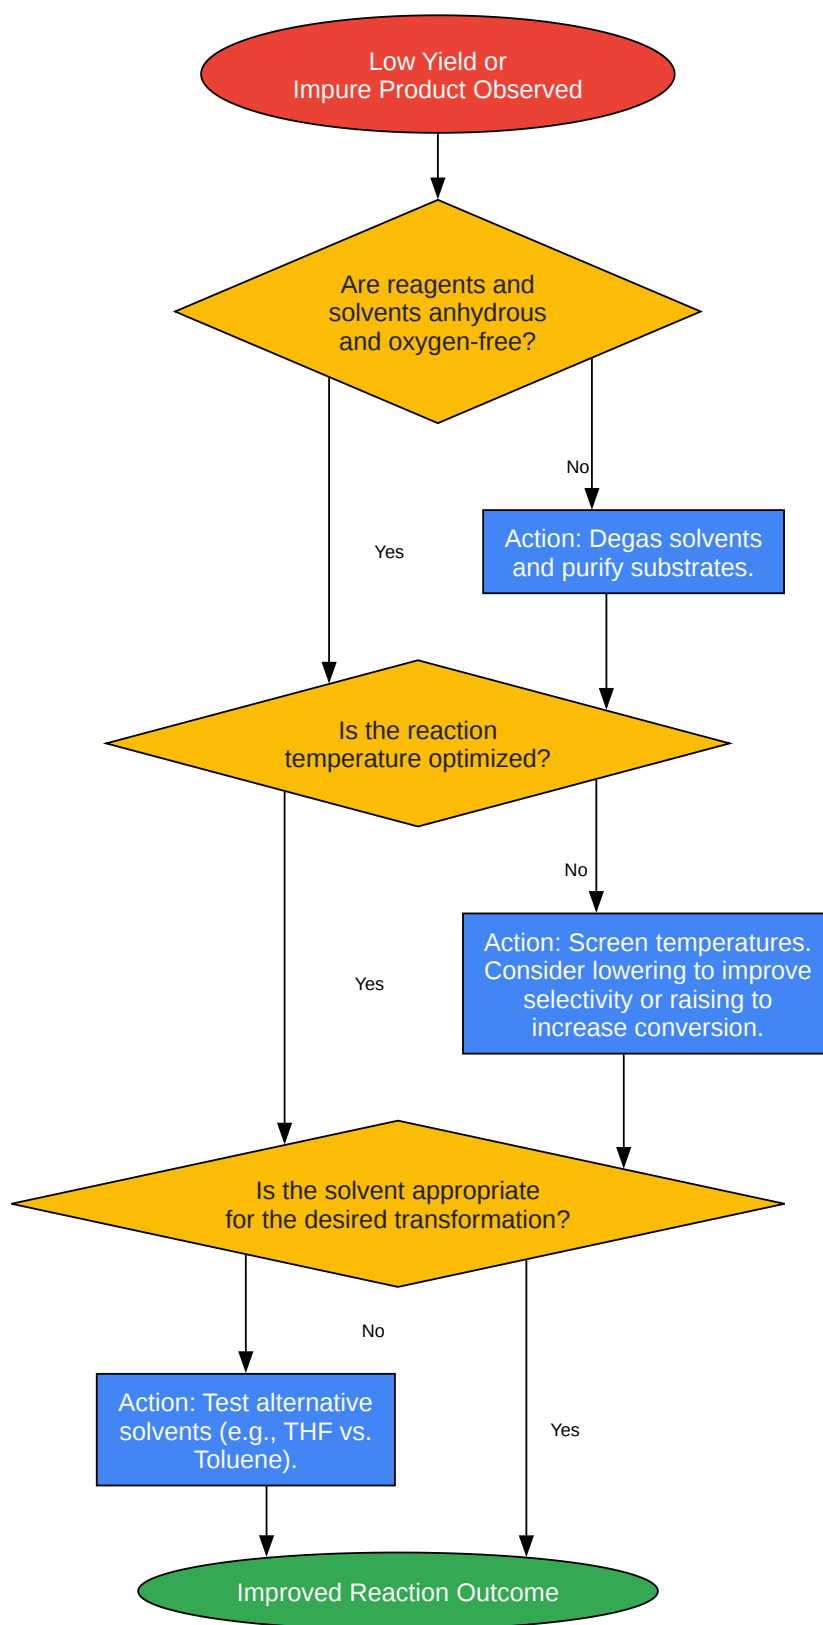 Low Yield or
Impure Product Observed
Are reagents and
solvents anhydrous
and oxygen-free?
No
Yes
Action: Degas solvents
and purify substrates.
Is the reaction
temperature optimized?
No
Yes
Action: Screen temperatures.
Consider lowering to improve
selectivity or raising to
increase conversion.
Is the solvent appropriate
for the desired transformation?
No
Yes
Action: Test alternative
solvents (e.g., THF vs.
Toluene).
Improved Reaction Outcome